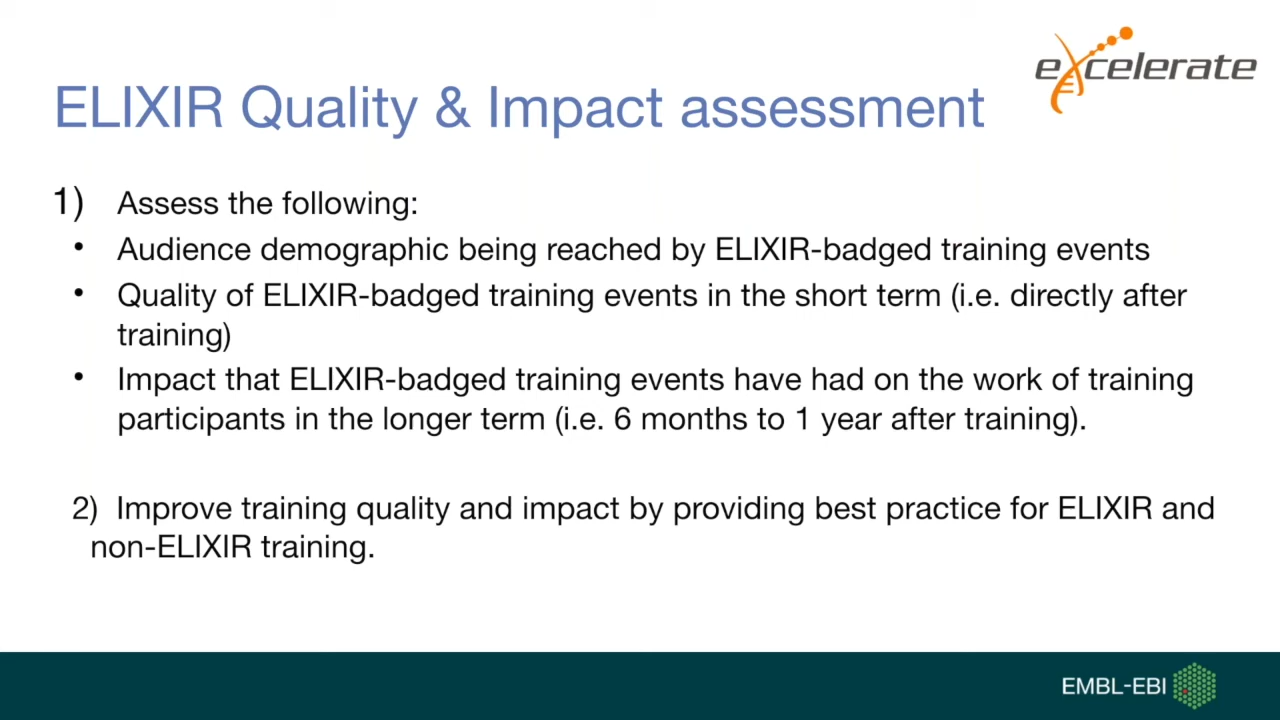 excelerate
ELIXIR Quality & Impact assessment
1) Assess the following:
• Audience demographic being reached by ELIXIR-badged training events
• Quality of ELIXIR-badged training events in the short term (i.e. directly after
training)
• Impact that ELIXIR-badged training events have had on the work of training
participants in the longer term (i.e. 6 months to 1 year after training).
2) Improve training quality and impact by providing best practice for ELIXIR and
non-ELIXIR training.
EMBL-EBI